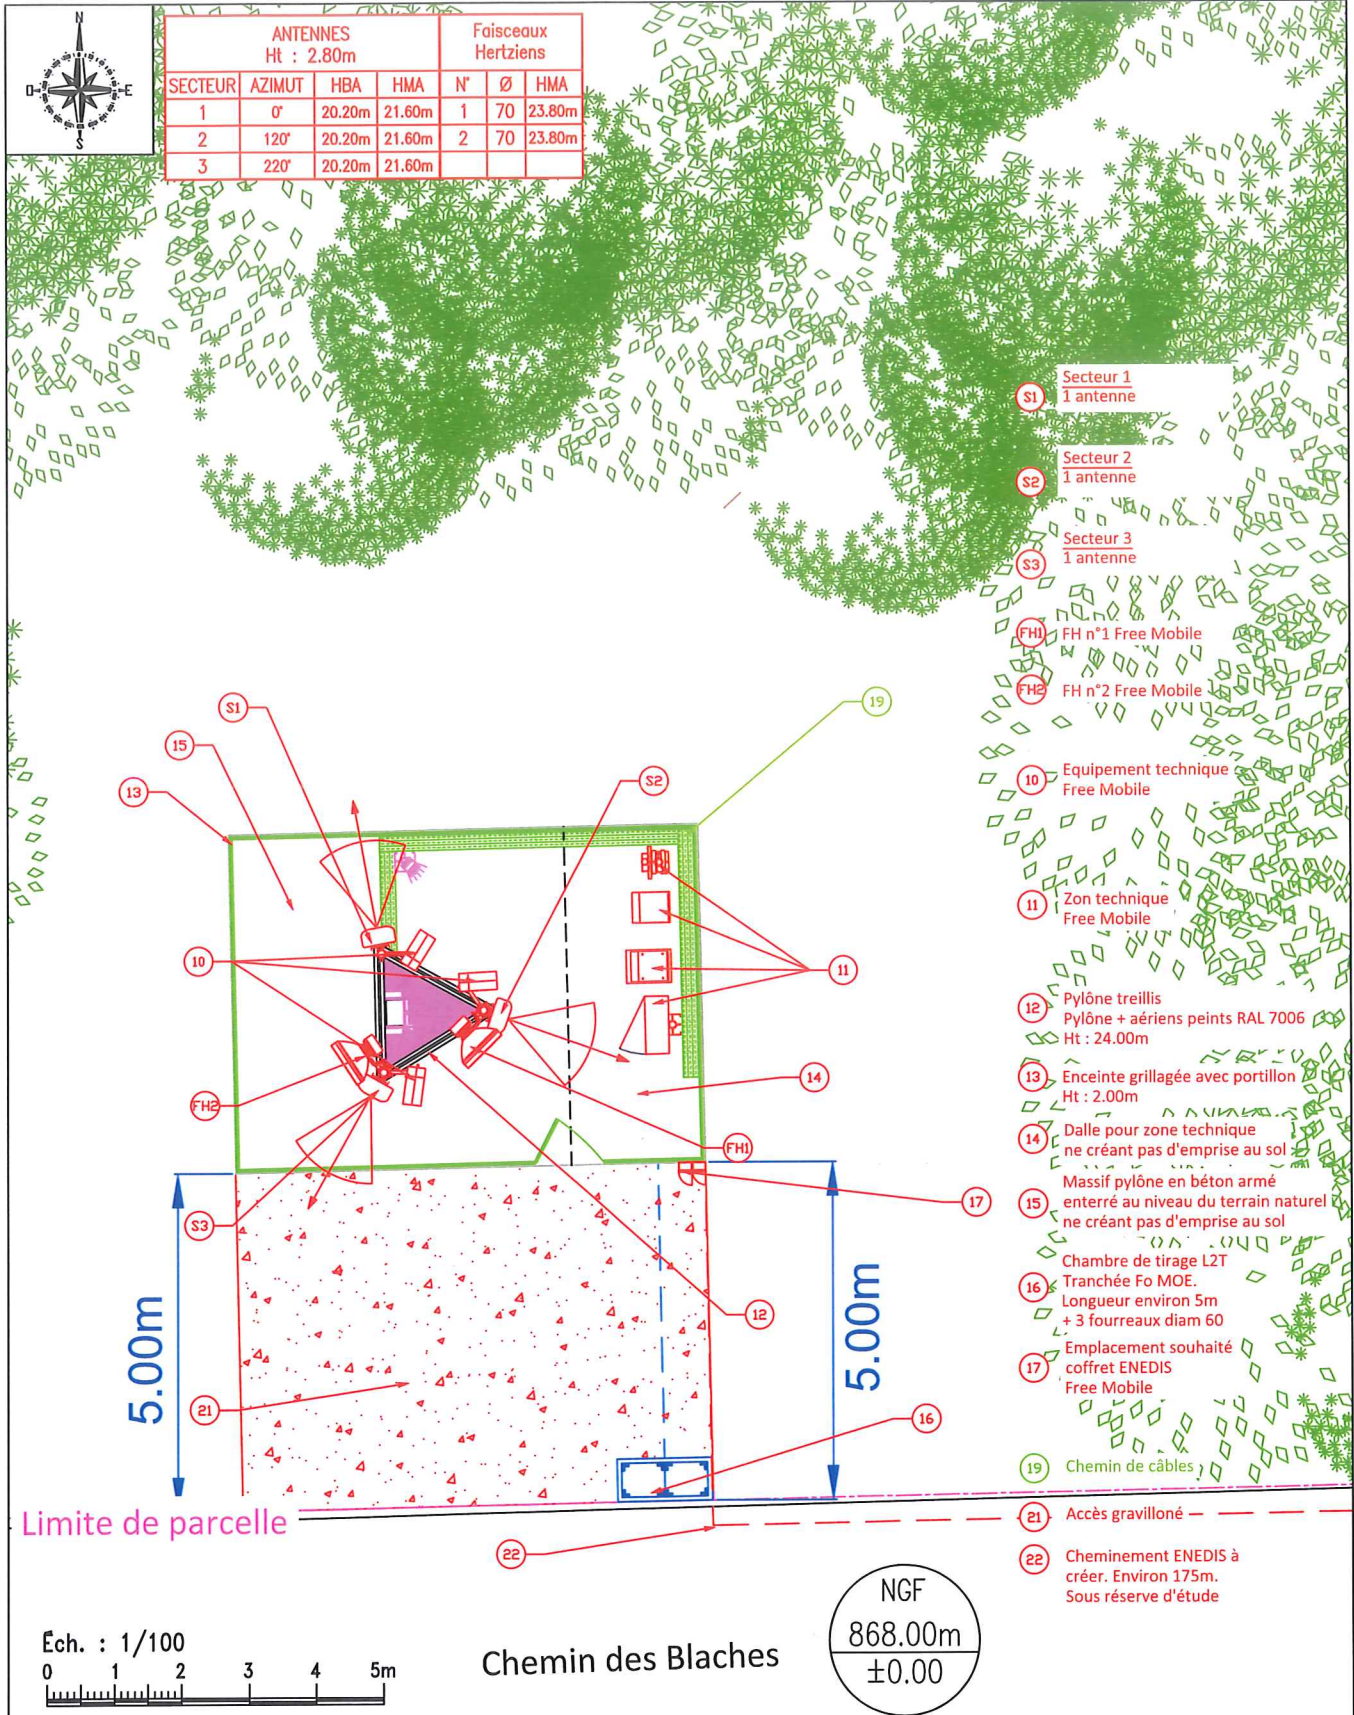 N
O
E
S
ANTENNES
Ht : 2.80m
Faisceaux
Hertziens
SECTEUR AZIMUT HBA HMA N° Ø HMA
1 0° 20.20m 21.60m 1 70 23.80m
2 120° 20.20m 21.60m 2 70 23.80m
3 220° 20.20m 21.60m
S1 Secteur 1
1 antenne
S2 Secteur 2
1 antenne
S3 Secteur 3
1 antenne
FH1 FH n°1 Free Mobile
FH2 FH n°2 Free Mobile
10 Equipement technique
Free Mobile
11 Zon technique
Free Mobile
12 Pylône treillis
Pylône + aériens peints RAL 7006
Ht : 24.00m
13 Enceinte grillagée avec portillon
Ht : 2.00m
14 Dalle pour zone technique
ne créant pas d'emprise au sol
15 Massif pylône en béton armé
enterré au niveau du terrain naturel
ne créant pas d'emprise au sol
16 Chambre de tirage L2T
Tranchée Fo MOE.
Longueur environ 5m
+ 3 fourreaux diam 60
17 Emplacement souhaité
coffret ENEDIS
Free Mobile
19 Chemin de câbles
21 Accès gravilloné
22 Cheminement ENEDIS à
créer. Environ 175m.
Sous réserve d'étude
S1
19
15
S2
13
10
11
14
FH2
FH1
17
S3
12
5.00m
5.00m
21
16
Limite de parcelle
22
NGF
868.00m
±0.00
Éch. : 1/100
0 1 2 3 4 5m
Chemin des Blaches